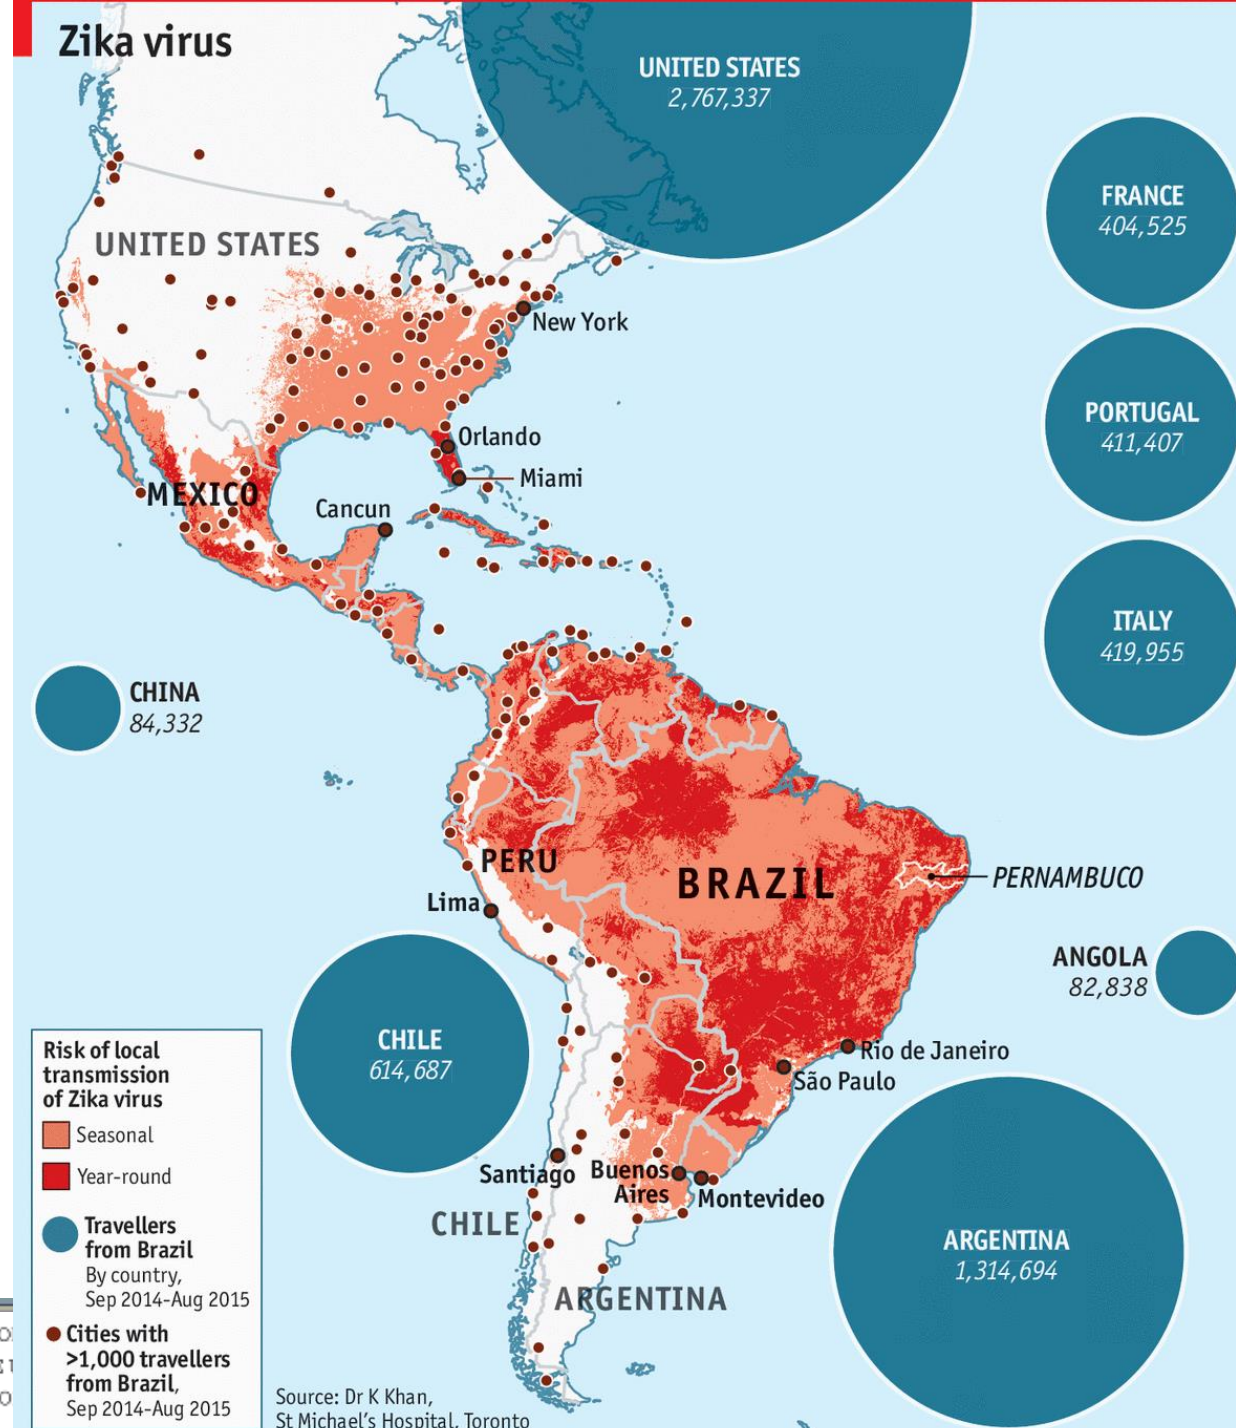 Zika virus
UNITED STATES
2,767,337
FRANCE
404,525
UNITED STATES
New York
PORTUGAL
411,407
Orlando
Miami
MEXICO
Cancun
ITALY
419,955
CHINA
84,332
PERU
BRAZIL
PERNAMBUCO
Lima
ANGOLA
82,838
CHILE
614,687
Rio de Janeiro
São Paulo
Santiago
Buenos
Aires
Montevideo
CHILE
ARGENTINA
1,314,694
ARGENTINA
Risk of local
transmission
of Zika virus
Seasonal
Year-round
Travellers
from Brazil
By country,
Sep 2014-Aug 2015
Cities with
>1,000 travellers
from Brazil,
Sep 2014-Aug 2015
Source: Dr K Khan,
St Michael's Hospital, Toronto